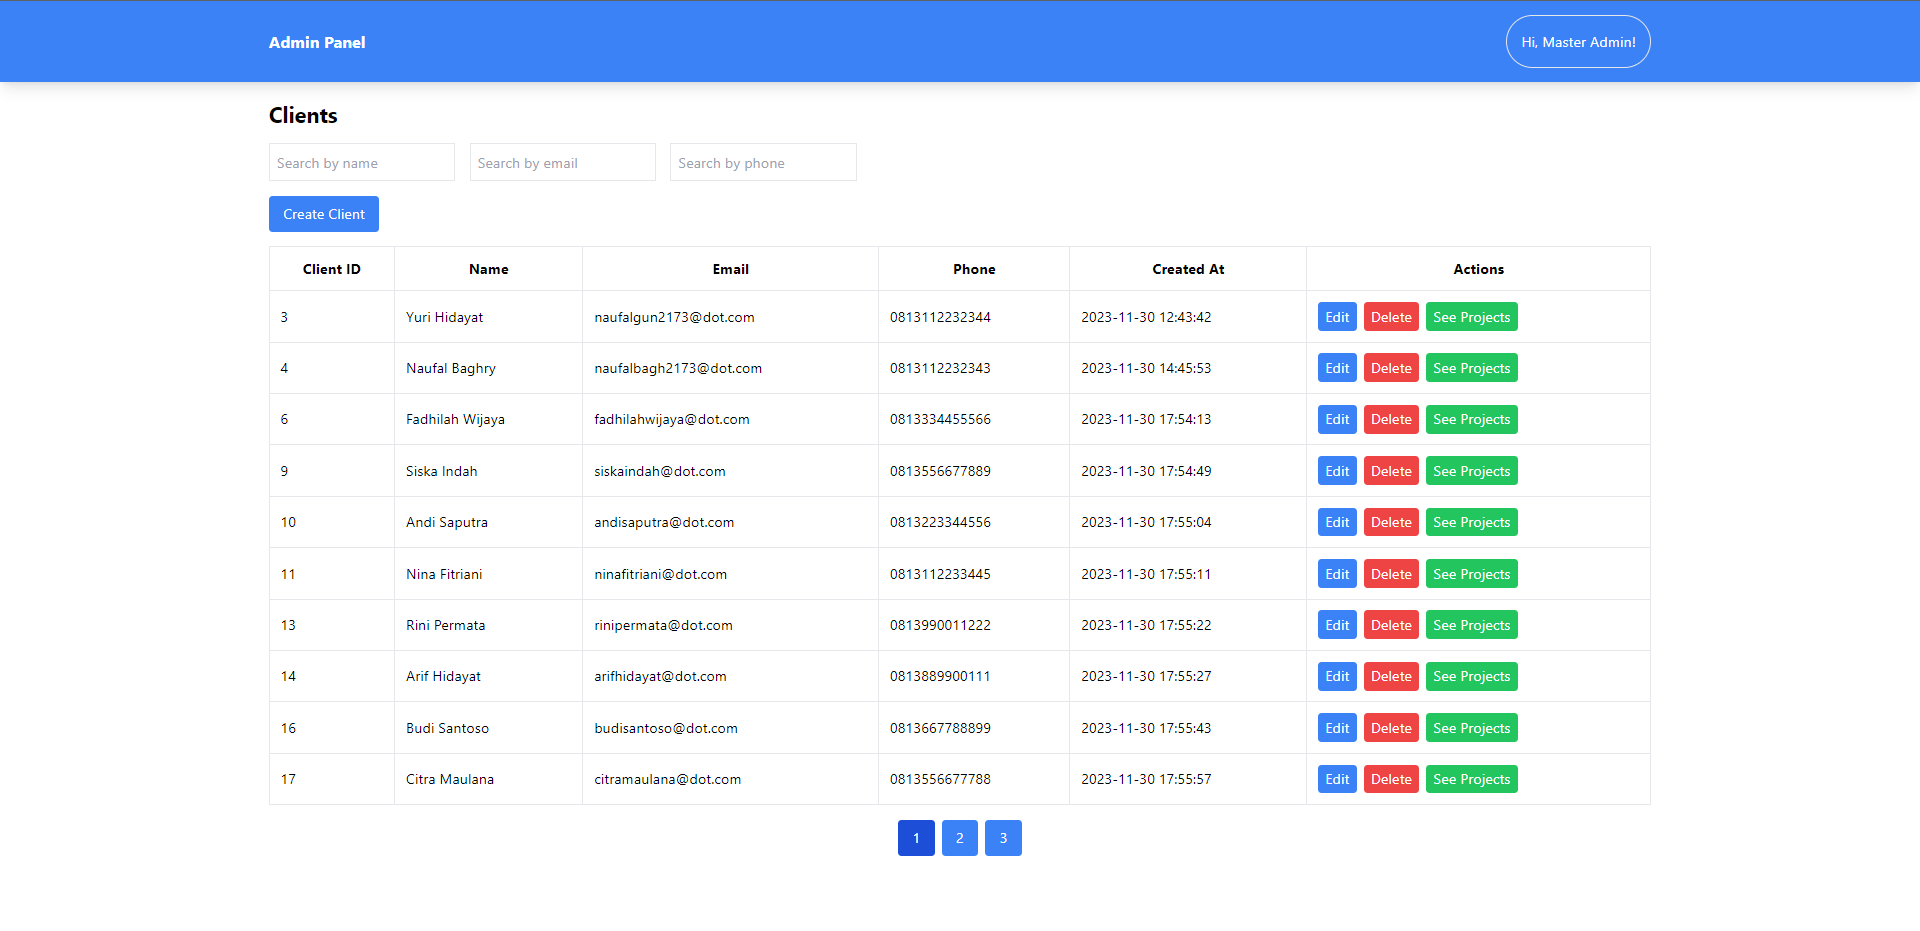 Admin Panel Hi, Master Admin!
Clients
Search by name Search by email Search by phone
Create Client
Client ID Name Email Phone Created At Actions
3 Yuri Hidayat naufalgun2173@dot.com 0813112232344 2023-11-30 12:43:42 Edit Delete See Projects
4 Naufal Baghry naufalbagh2173@dot.com 0813112232343 2023-11-30 14:45:53 Edit Delete See Projects
6 Fadhilah Wijaya fadhilahwijaya@dot.com 0813334455566 2023-11-30 17:54:13 Edit Delete See Projects
9 Siska Indah siskaindah@dot.com 0813556677889 2023-11-30 17:54:49 Edit Delete See Projects
10 Andi Saputra andisaputra@dot.com 0813223344556 2023-11-30 17:55:04 Edit Delete See Projects
11 Nina Fitriani ninafitriani@dot.com 0813112233445 2023-11-30 17:55:11 Edit Delete See Projects
13 Rini Permata rinipermata@dot.com 0813990011222 2023-11-30 17:55:22 Edit Delete See Projects
14 Arif Hidayat arifhidayat@dot.com 0813889900111 2023-11-30 17:55:27 Edit Delete See Projects
16 Budi Santoso budisantoso@dot.com 0813667788899 2023-11-30 17:55:43 Edit Delete See Projects
17 Citra Maulana citramaulana@dot.com 0813556677788 2023-11-30 17:55:57 Edit Delete See Projects
1 2 3